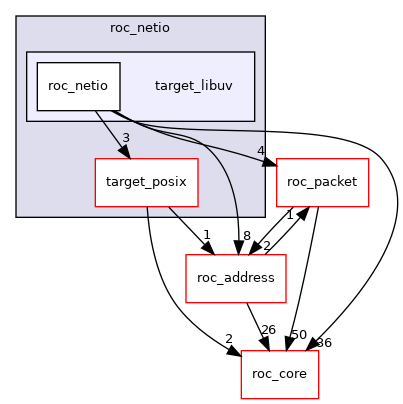 roc_netio
roc_netio
target_libuv
3
4
target_posix
roc_packet
1
1
8
2
roc_address
26
50
36
2
roc_core